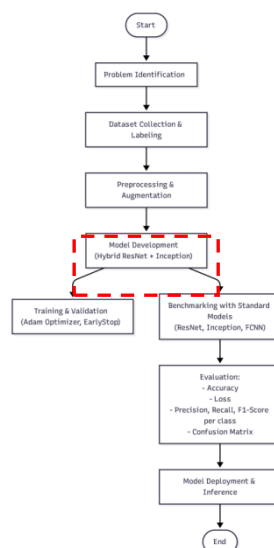 Start
Problem Identification
Dataset Collection &
Labeling
Preprocessing &
Augmentation
Model Development
(Hybrid ResNet + Inception)
Training & Validation
(Adam Optimizer, EarlyStop)
Benchmarking with Standard
Models
(ResNet, Inception, FCNN)
Evaluation:
- Accuracy
- Loss
- Precision, Recall, F1-Score
per class
- Confusion Matrix
Model Deployment &
Inference
End